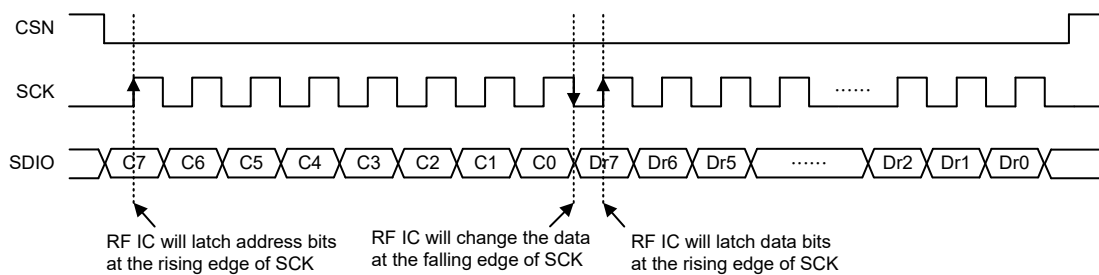 CSN
SCK
······
SDIO
C7 C6 C5 C4 C3 C2 C1 C0 Dr7 Dr6 Dr5 ······ Dr2 Dr1 Dr0
RF IC will latch address bits
at the rising edge of SCK
RF IC will change the data
at the falling edge of SCK
RF IC will latch data bits
at the rising edge of SCK